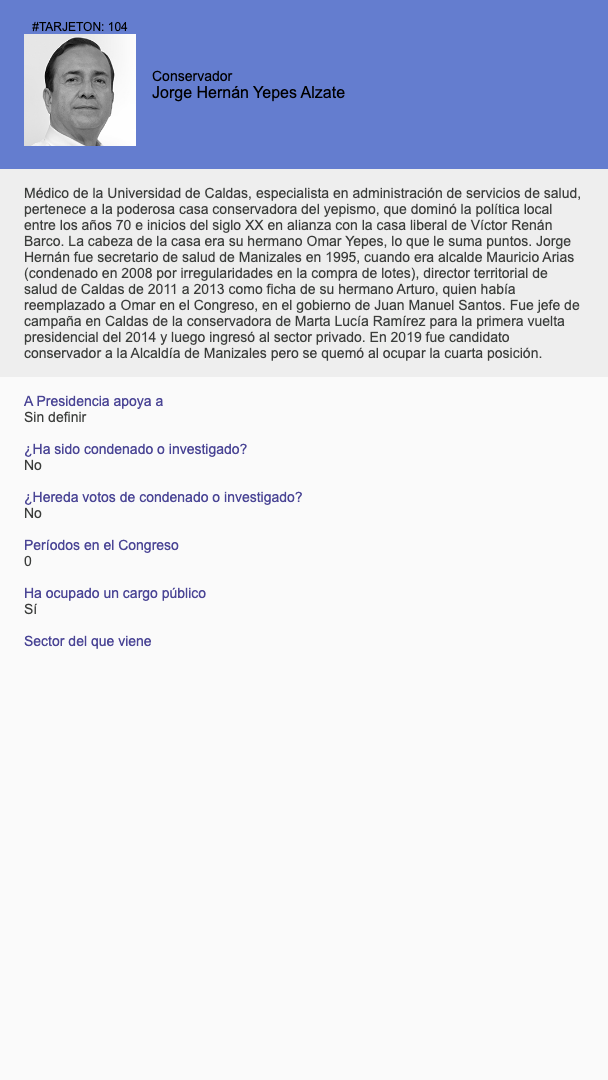 #TARJETON: 104
Conservador
Jorge Hernán Yepes Alzate
Médico de la Universidad de Caldas, especialista en administración de servicios de salud,
pertenece a la poderosa casa conservadora del yepismo, que dominó la política local
entre los años 70 e inicios del siglo XX en alianza con la casa liberal de Víctor Renán
Barco. La cabeza de la casa era su hermano Omar Yepes, lo que le suma puntos. Jorge
Hernán fue secretario de salud de Manizales en 1995, cuando era alcalde Mauricio Arias
(condenado en 2008 por irregularidades en la compra de lotes), director territorial de
salud de Caldas de 2011 a 2013 como ficha de su hermano Arturo, quien había
reemplazado a Omar en el Congreso, en el gobierno de Juan Manuel Santos. Fue jefe de
campaña en Caldas de la conservadora de Marta Lucía Ramírez para la primera vuelta
presidencial del 2014 y luego ingresó al sector privado. En 2019 fue candidato
conservador a la Alcaldía de Manizales pero se quemó al ocupar la cuarta posición.
A Presidencia apoya a
Sin definir
¿Ha sido condenado o investigado?
No
¿Hereda votos de condenado o investigado?
No
Períodos en el Congreso
0
Ha ocupado un cargo público
Sí
Sector del que viene